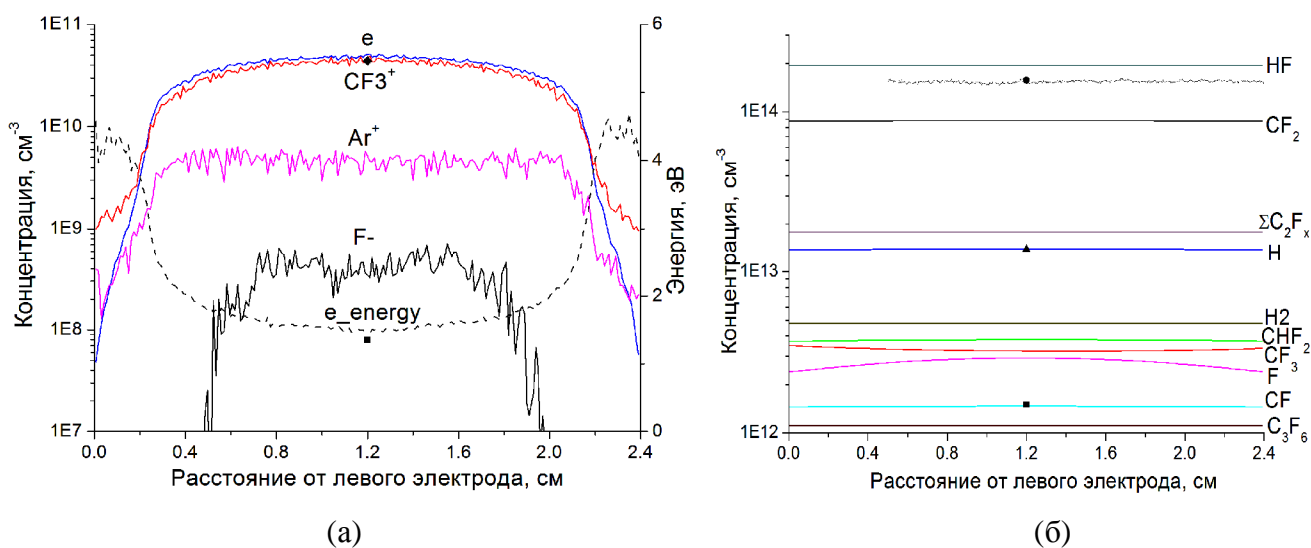 1E11
1E10
1E9
1E8
1E7
Концентрация, см⁻³
0.0 0.4 0.8 1.2 1.6 2.0 2.4
Расстояние от левого электрода, см
6
4
2
0
Энергия, эВ
e
CF3⁺
Ar⁺
F-
e_energy
(а)
1E14
1E13
1E12
Концентрация, см⁻³
0.0 0.4 0.8 1.2 1.6 2.0 2.4
Расстояние от левого электрода, см
HF
CF₂
ΣC₂Fₓ
H
H2
CHF₂
CF₃
F
CF
C₃F₆
(б)